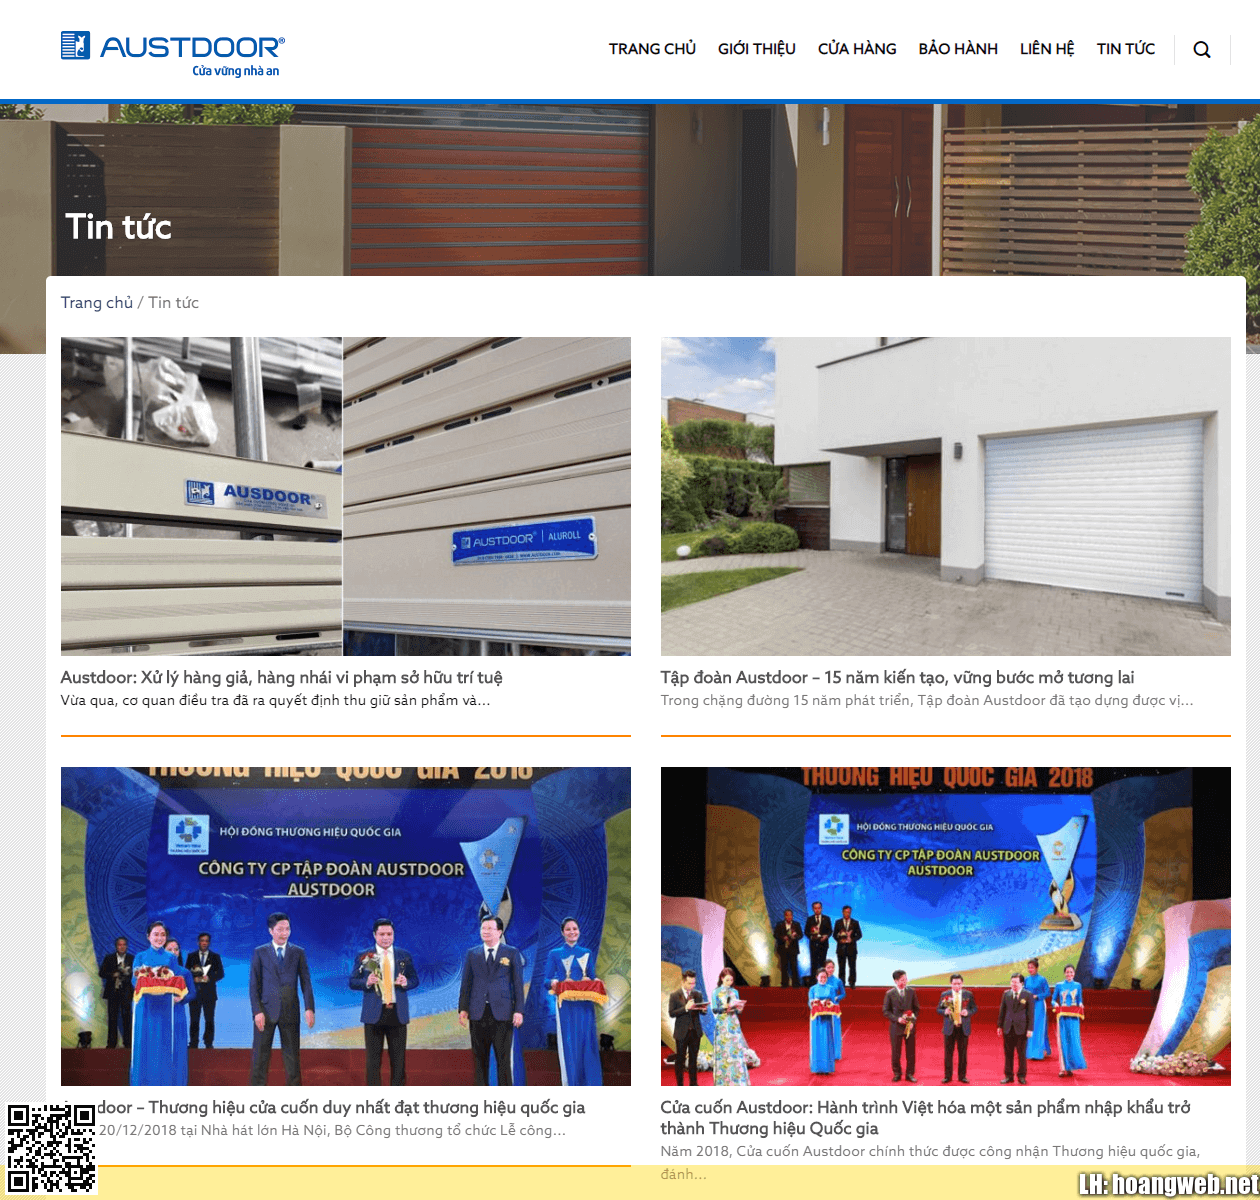 AUSTDOOR®
Cửa vững nhà an
TRANG CHỦ GIỚI THIỆU CỬA HÀNG BẢO HÀNH LIÊN HỆ TIN TỨC
Tin tức
Trang chủ / Tin tức
AUSDOOR
AUSTDOOR | ALUROLL
Austdoor: Xử lý hàng giả, hàng nhái vi phạm sở hữu trí tuệ
Vừa qua, cơ quan điều tra đã ra quyết định thu giữ sản phẩm và...
Tập đoàn Austdoor – 15 năm kiến tạo, vững bước mở tương lai
Trong chặng đường 15 năm phát triển, Tập đoàn Austdoor đã tạo dựng được vị...
THƯƠNG HIỆU QUỐC GIA 2018
HỘI ĐỒNG THƯƠNG HIỆU QUỐC GIA
CÔNG TY CP TẬP ĐOÀN AUSTDOOR
AUSTDOOR
THƯƠNG HIỆU QUỐC GIA 2018
HỘI ĐỒNG THƯƠNG HIỆU QUỐC GIA
CÔNG TY CP TẬP ĐOÀN AUSTDOOR
AUSTDOOR
door – Thương hiệu cửa cuốn duy nhất đạt thương hiệu quốc gia
20/12/2018 tại Nhà hát lớn Hà Nội, Bộ Công thương tổ chức Lễ công...
Cửa cuốn Austdoor: Hành trình Việt hóa một sản phẩm nhập khẩu trở
thành Thương hiệu Quốc gia
Năm 2018, Cửa cuốn Austdoor chính thức được công nhận Thương hiệu quốc gia,
đánh...
LH: hoangweb.net